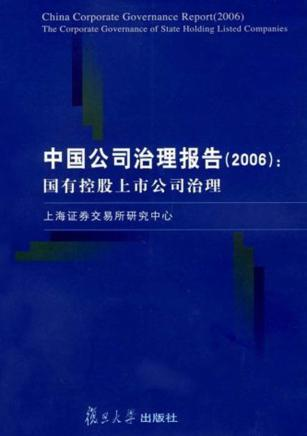 China Corporate Governance Report(2006)
The Corporate Governance of State Holding Listed Companies
中国公司治理报告(2006):
国有控股上市公司治理
上海证券交易所研究中心
復旦大學出版社